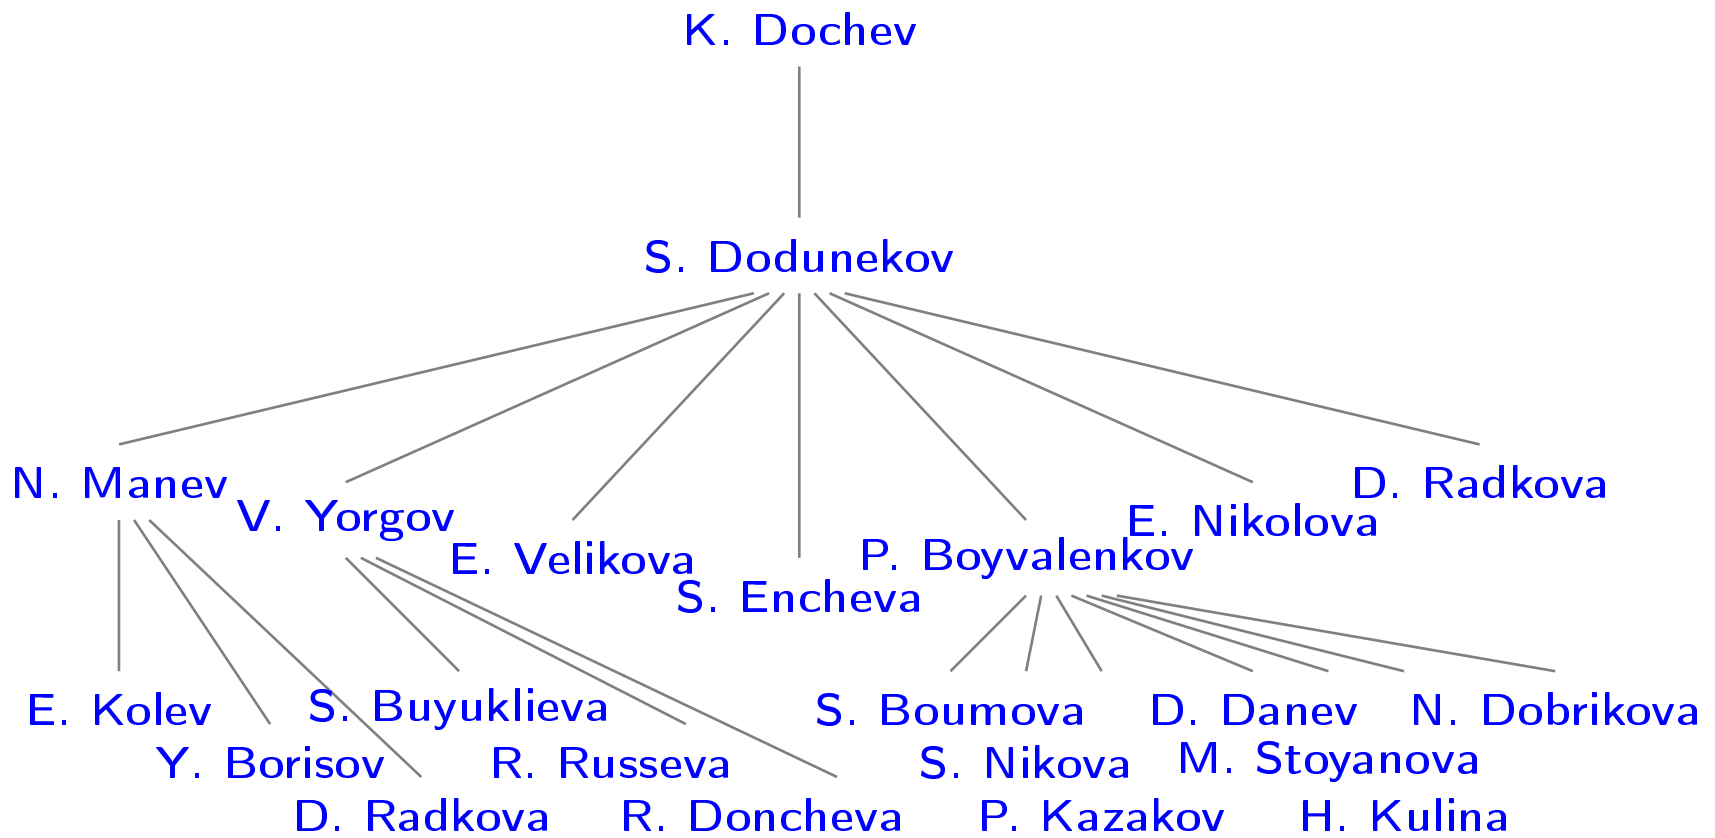 K. Dochev
S. Dodunekov
N. Manev
V. Yorgov
E. Velikova
S. Encheva
P. Boyvalenkov
E. Nikolova
D. Radkova
E. Kolev
Y. Borisov
D. Radkova
S. Buyuklieva
R. Russeva
R. Doncheva
S. Boumova
S. Nikova
P. Kazakov
D. Danev
M. Stoyanova
H. Kulina
N. Dobrikova